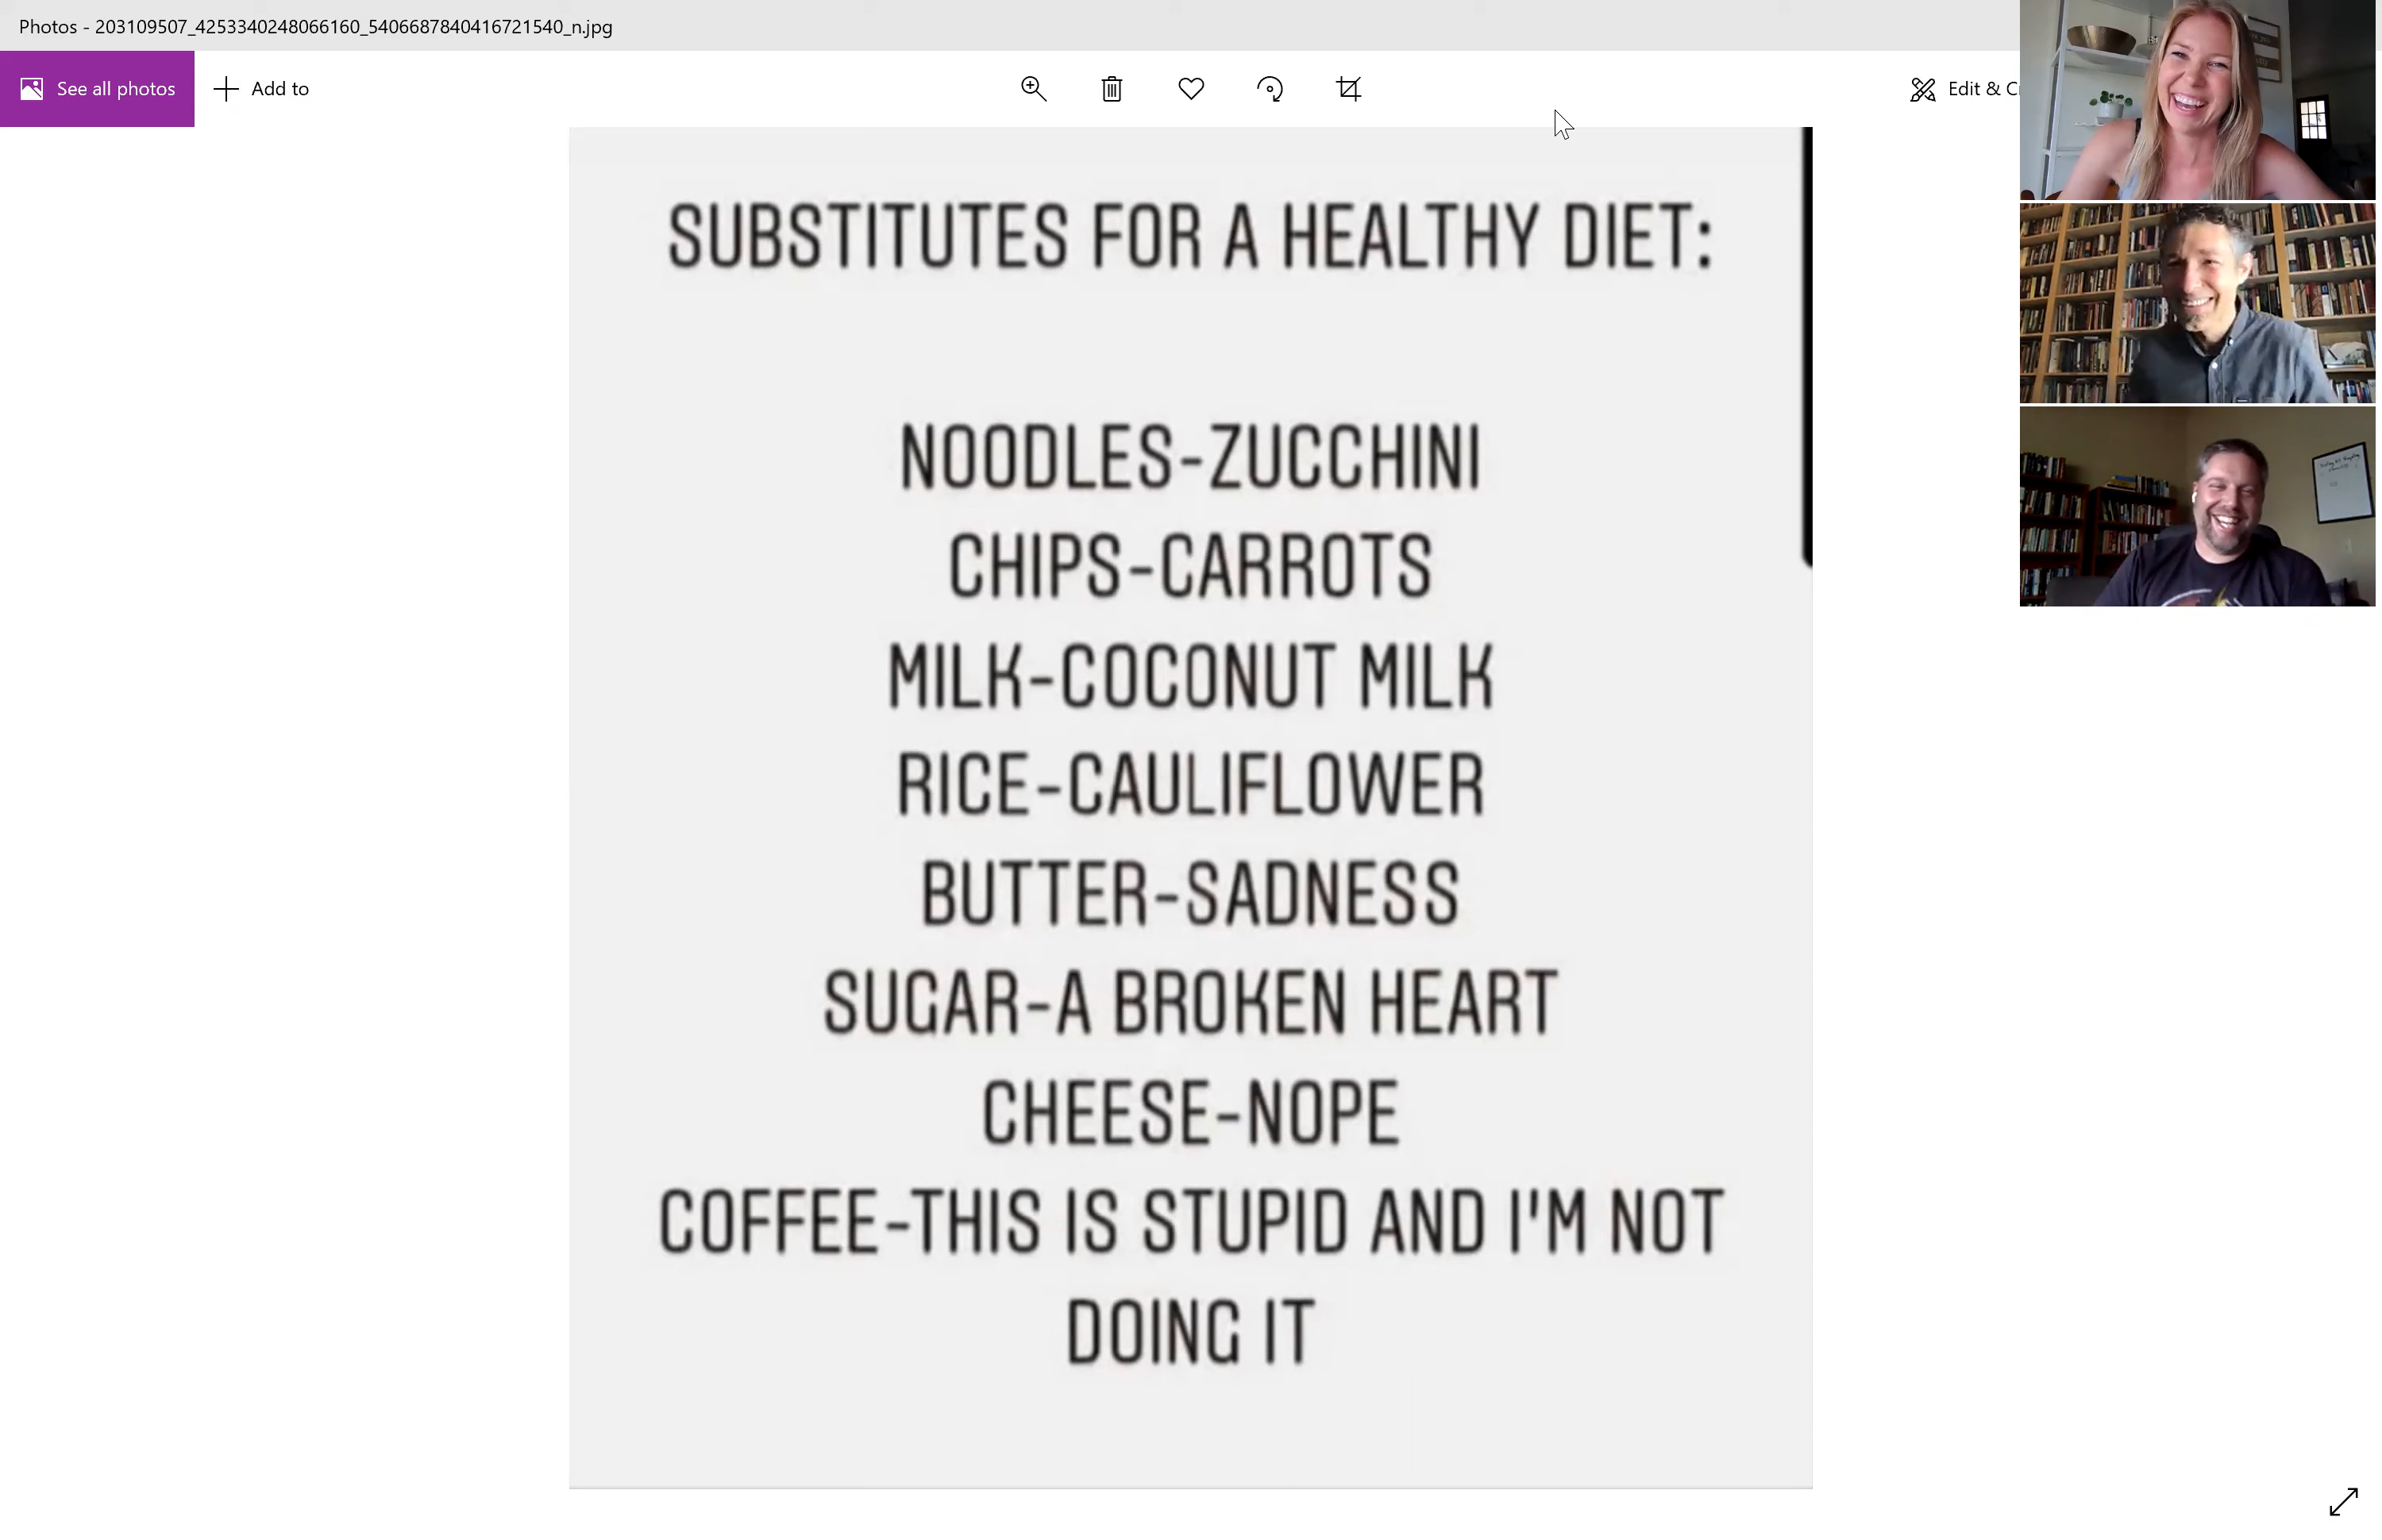 Photos - 203109507_4253340248066160_5406687840416721540_n.jpg
See all photos
Add to
Edit & C
SUBSTITUTES FOR A HEALTHY DIET:
NOODLES-ZUCCHINI
CHIPS-CARROTS
MILK-COCONUT MILK
RICE-CAULIFLOWER
BUTTER-SADNESS
SUGAR-A BROKEN HEART
CHEESE-NOPE
COFFEE-THIS IS STUPID AND I'M NOT
DOING IT